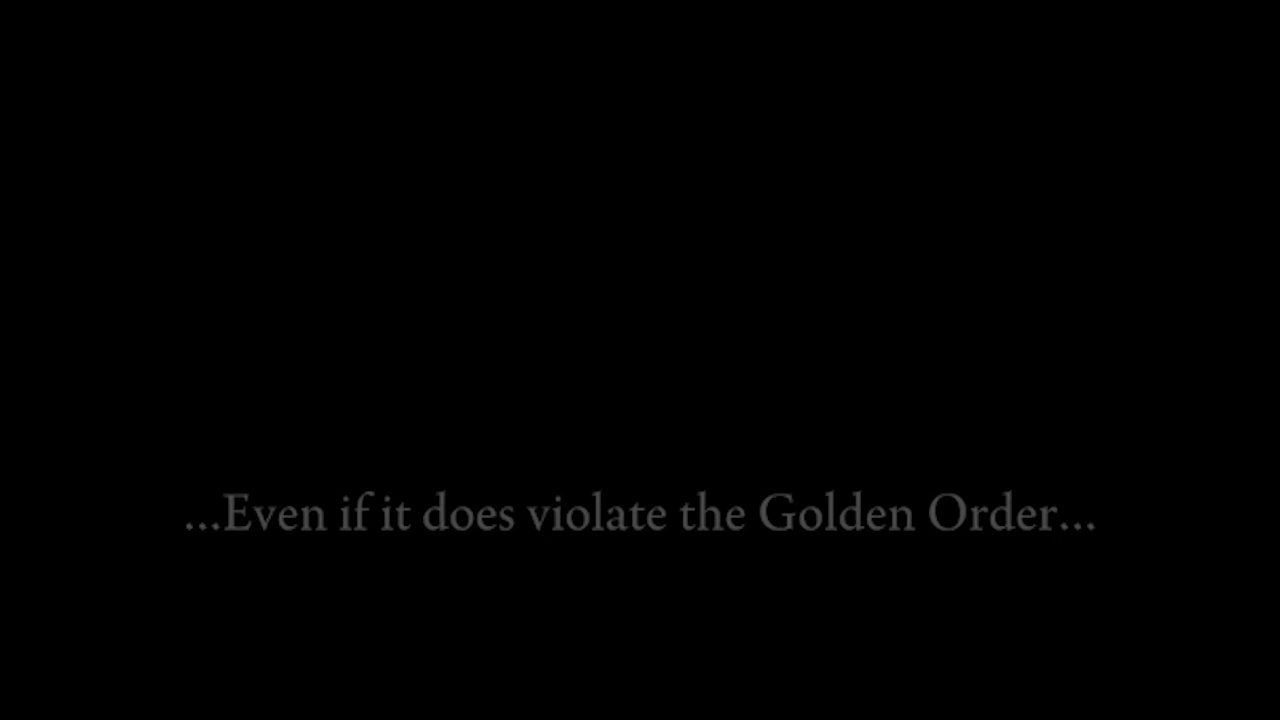 ...Even if it does violate the Golden Order...